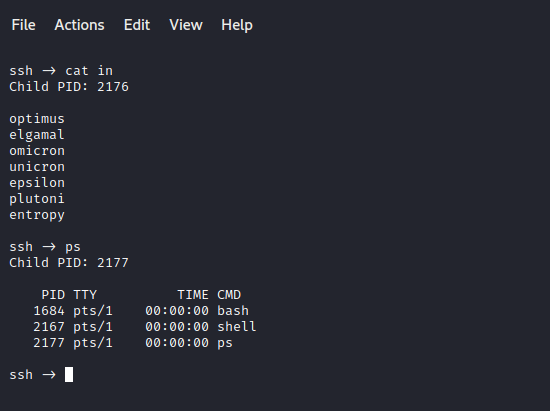 File Actions Edit View Help
ssh → cat in
Child PID: 2176
optimus
elgamal
omicron
unicron
epsilon
plutoni
entropy
ssh → ps
Child PID: 2177
PID TTY TIME CMD
1684 pts/1 00:00:00 bash
2167 pts/1 00:00:00 shell
2177 pts/1 00:00:00 ps
ssh →